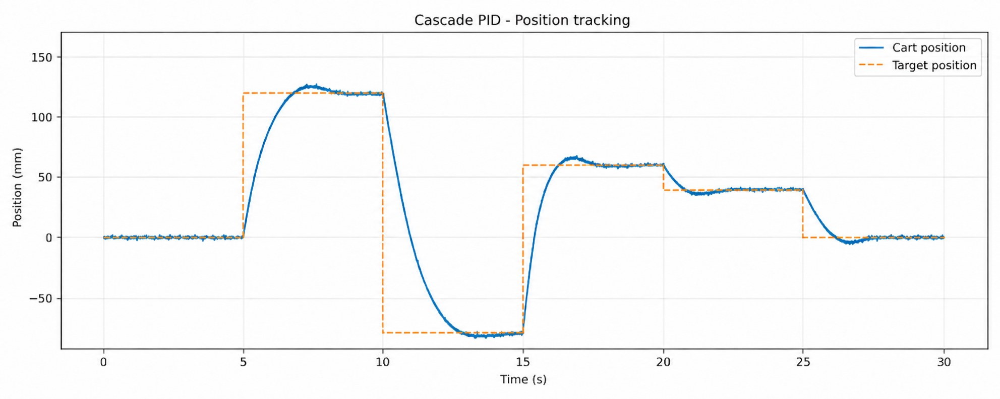 Cascade PID - Position tracking
Cart position
Target position
Position (mm)
150
100
50
0
−50
0 5 10 15 20 25 30
Time (s)